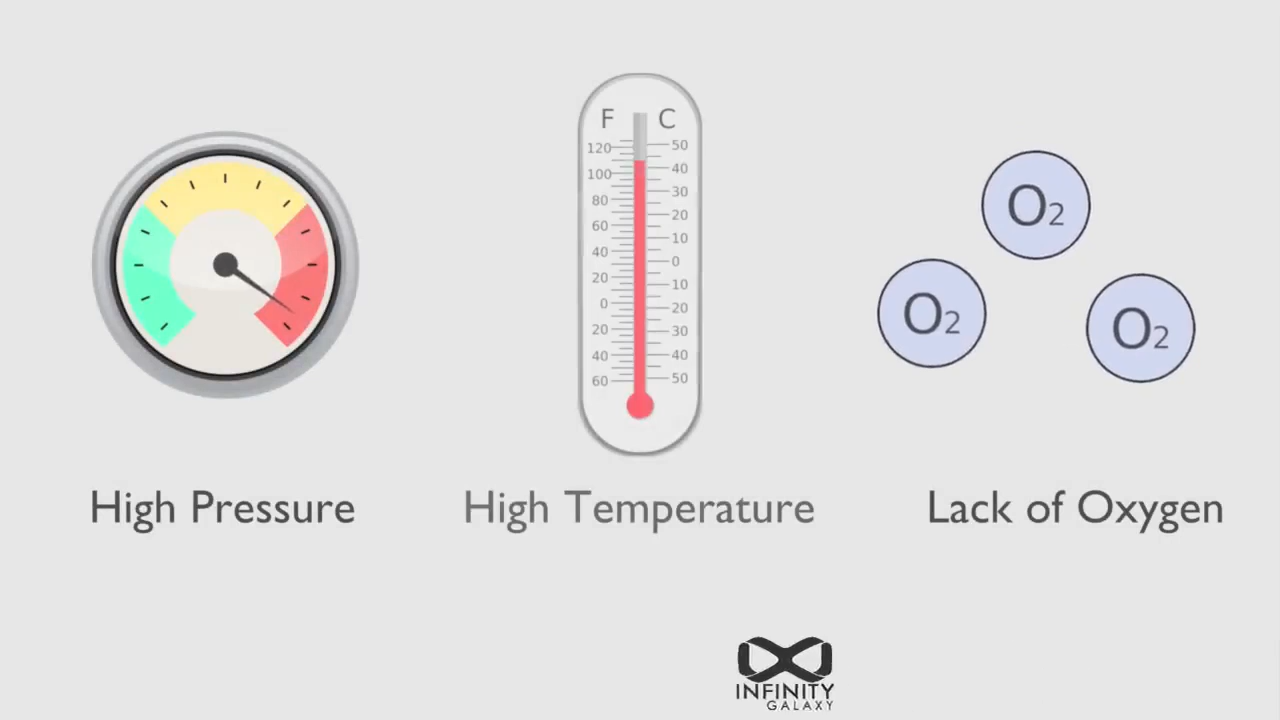 F C
120 50
100 40
80 30
60 20
40 10
20 0
0 10
20 20
40 30
60 40
50
O2
O2
O2
High Pressure
High Temperature
Lack of Oxygen
INFINITY
GALAXY